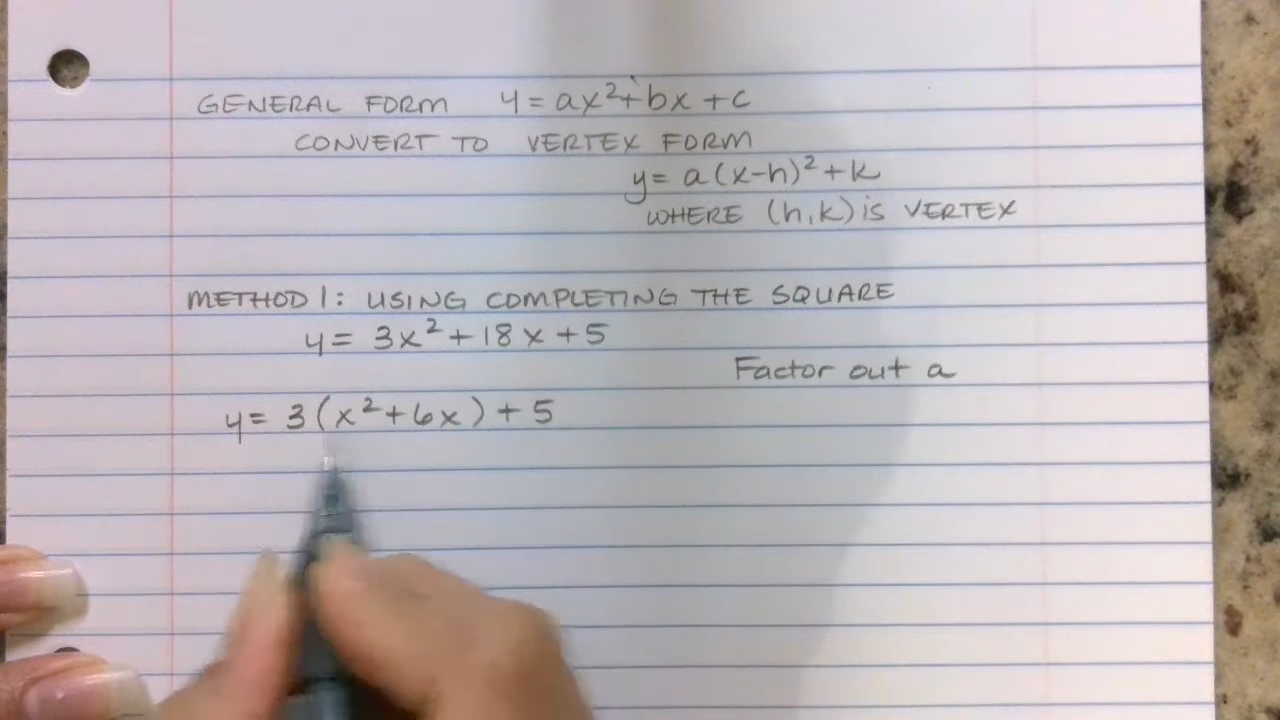 GENERAL FORM y = ax²+bx+c
CONVERT TO VERTEX FORM
y = a(x-h)²+k
WHERE (h,k) is VERTEX
METHOD 1: USING COMPLETING THE SQUARE
y = 3x²+18x+5
Factor out a
y = 3(x²+6x)+5